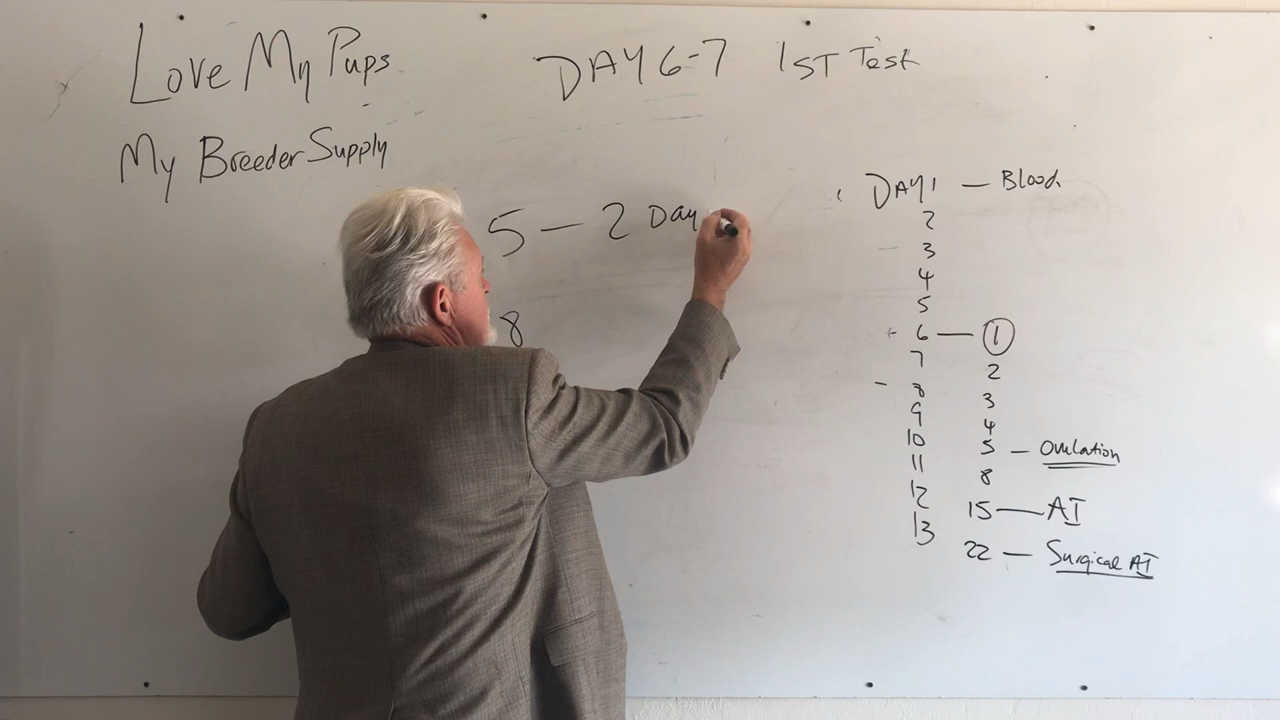 Love My Pups
DAY 6-7 1ST Test
My Breeder Supply
5 — 2 Day
8
DAY 1 — Blood
2
3
4
5
6 — 1
7
8
9
10
11
12
13
2
3
4
5 — Ovulation
8
15 — AI
22 — Surgical AI